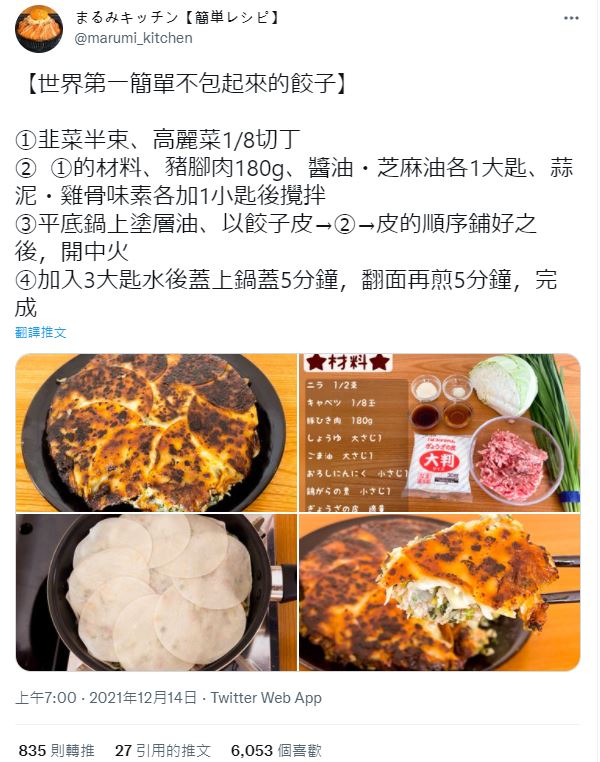 まるみキッチン【簡単レシピ】
@marumi_kitchen
【世界第一簡單不包起來的餃子】
①韭菜半束、高麗菜1/8切丁
② ①的材料、豬腳肉180g、醬油・芝麻油各1大匙、蒜
泥・雞骨味素各加1小匙後攪拌
③平底鍋上塗層油、以餃子皮→②→皮的順序鋪好之
後，開中火
④加入3大匙水後蓋上鍋蓋5分鐘，翻面再煎5分鐘，完
成
翻譯推文
★材料★
ニラ 1/2束
キャベツ 1/8玉
豚ひき肉 180g
しょうゆ 大さじ1
ごま油 大さじ1
おろしにんにく 小さじ1
鶏がらの素 小さじ1
ぎょうざの皮 適量
ぎょうざの皮
大判
上午7:00 · 2021年12月14日 · Twitter Web App
835 則轉推 27 引用的推文 6,053 個喜歡